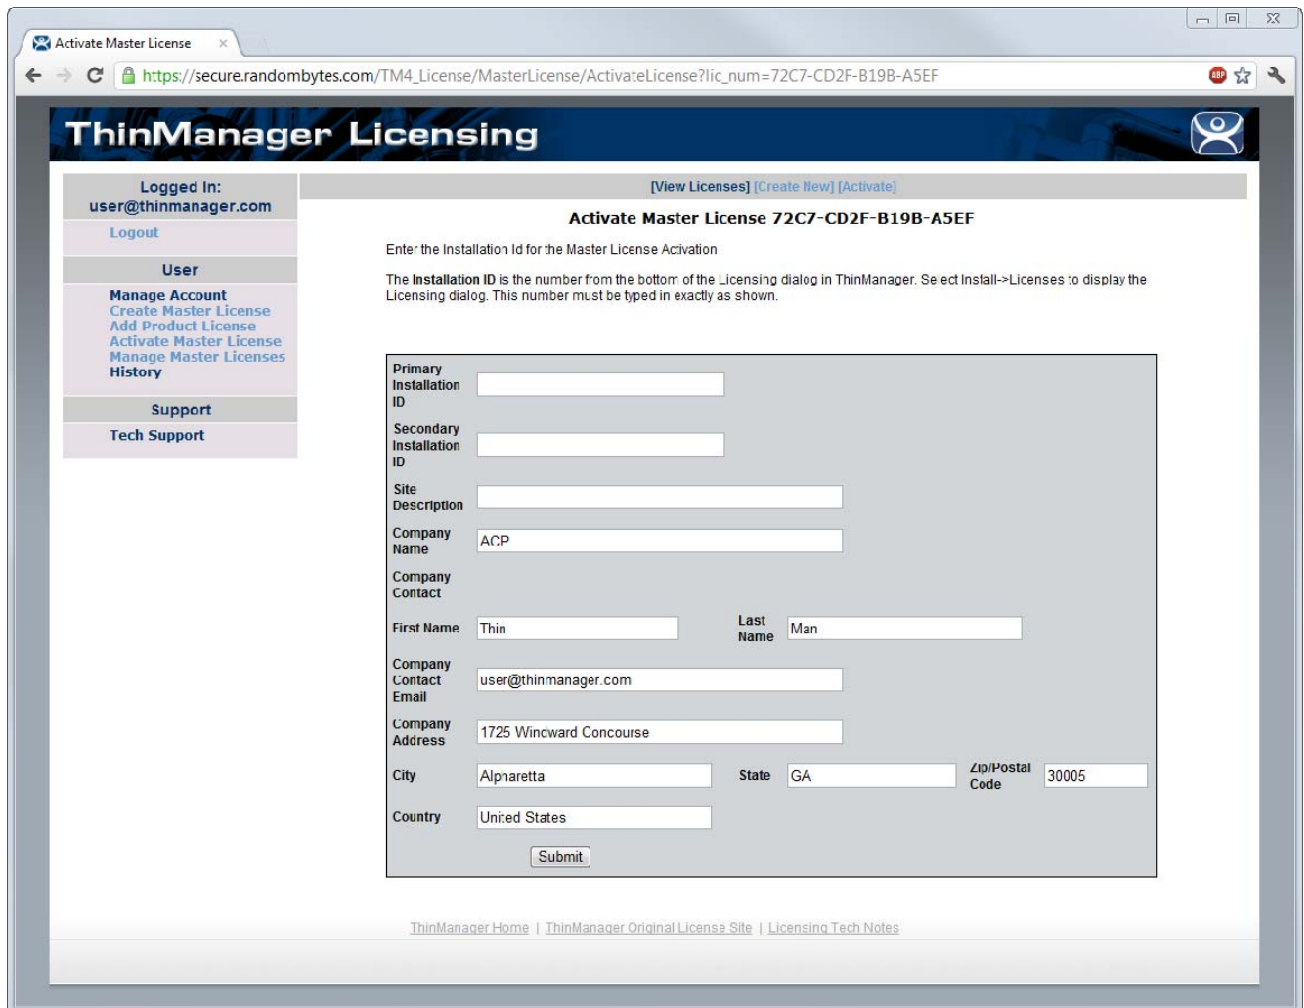 Activate Master License
https://secure.randombytes.com/TM4_License/MasterLicense/ActivateLicense?lic_num=72C7-CD2F-B19B-A5EF
ABP
ThinManager Licensing
Logged In:
user@thinmanager.com
Logout
User
Manage Account
Create Master License
Add Product License
Activate Master License
Manage Master Licenses
History
Support
Tech Support
[View Licenses] [Create New] [Activate]
Activate Master License 72C7-CD2F-B19B-A5EF
Enter the Installation Id for the Master License Activation
The Installation ID is the number from the bottom of the Licensing dialog in ThinManager. Select Install->Licenses to display the
Licensing dialog. This number must be typed in exactly as shown.
Primary
Installation
ID
Secondary
Installation
ID
Site
Description
Company
Name
ACP
Company
Contact
First Name
Thin
Last
Name
Man
Company
Contact
Email
user@thinmanager.com
Company
Address
1725 Windward Concourse
City
Alpharetta
State
GA
Zip/Postal
Code
30005
Country
United States
Submit
ThinManager Home | ThinManager Original License Site | Licensing Tech Notes